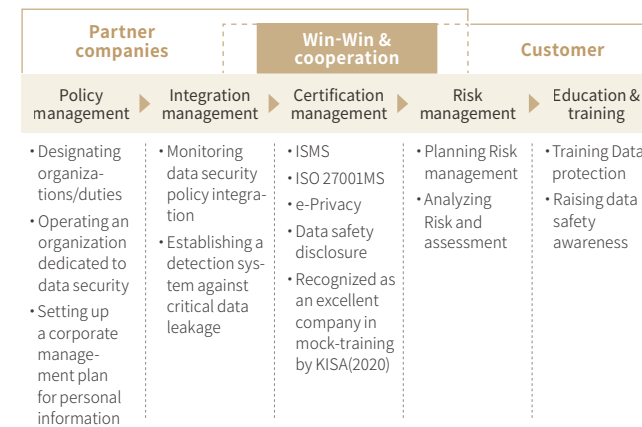 Partner
companies
Win-Win &
cooperation
Customer
Policy
management
Integration
management
Certification
management
Risk
management
Education &
training
• Designating
organiza-
tions/duties
• Operating an
organization
dedicated to
data security
• Setting up
a corporate
manage-
ment plan
for personal
information
• Monitoring
data security
policy integra-
tion
• Establishing a
detection sys-
tem against
critical data
leakage
• ISMS
• ISO 27001MS
• e-Privacy
• Data safety
disclosure
• Recognized as
an excellent
company in
mock-training
by KISA(2020)
• Planning Risk
management
• Analyzing
Risk and
assessment
• Training Data
protection
• Raising data
safety
awareness